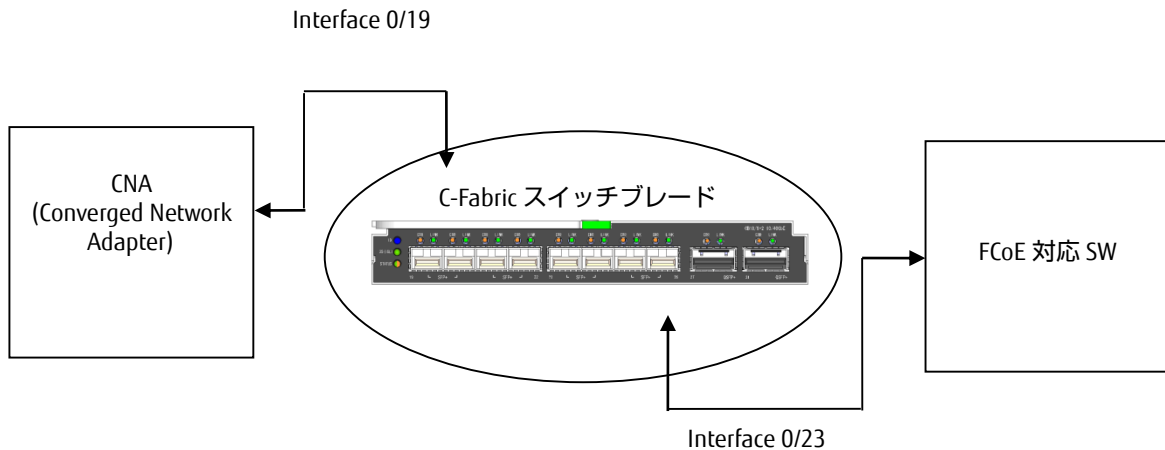 Interface 0/19
CNA
(Converged Network
Adapter)
C-Fabric スイッチブレード
FCoE 対応 SW
Interface 0/23